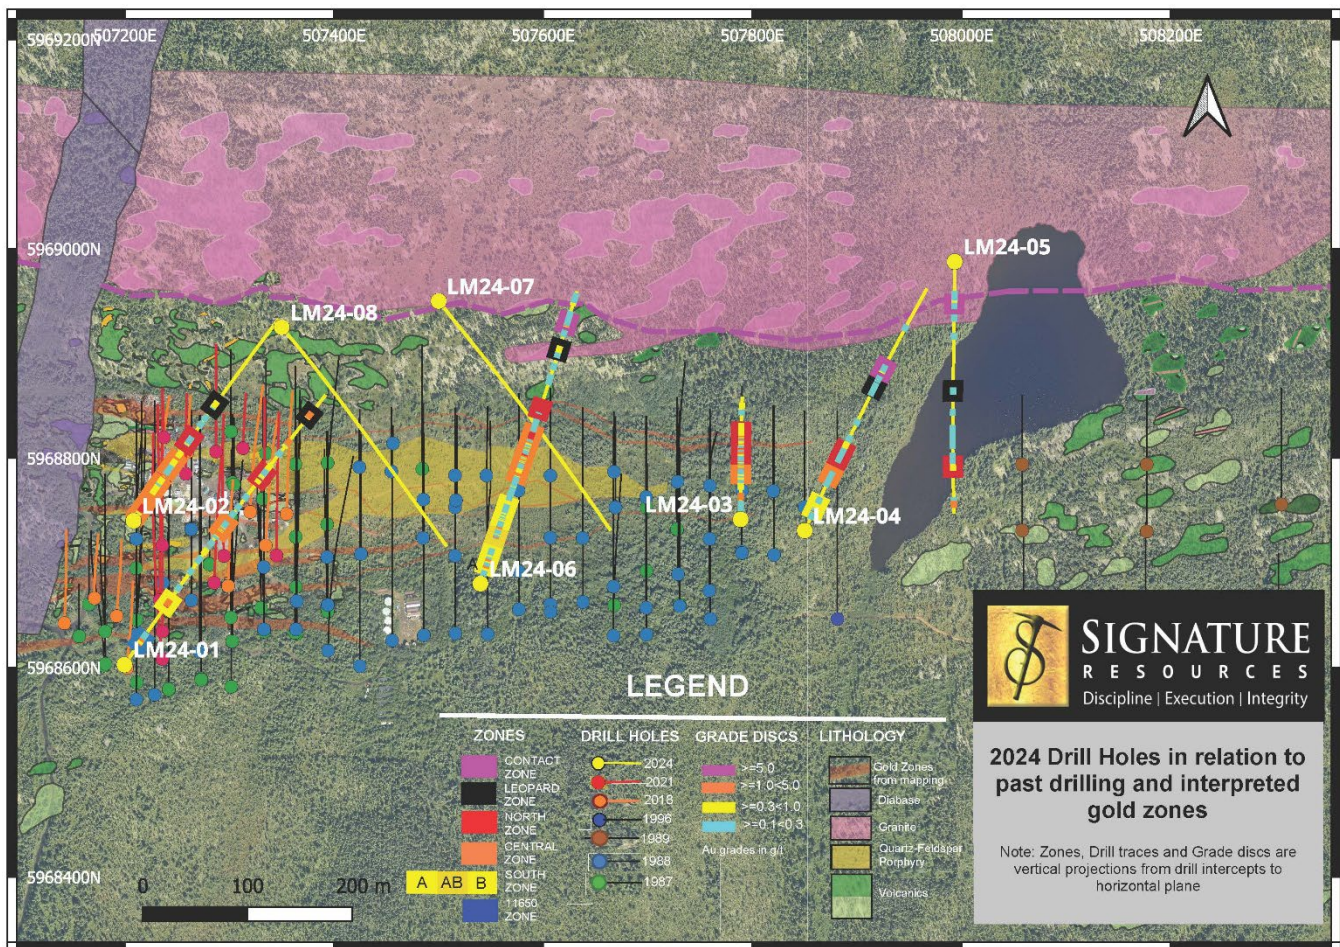 507200E
507400E
507600E
507800E
508000E
508200E
5969200N
5969000N
5968800N
5968600N
5968400N
LM24-05
LM24-07
LM24-08
LM24-02
LM24-03
LM24-04
LM24-06
LM24-01
LEGEND
ZONES
CONTACT
ZONE
LEOPARD
ZONE
NORTH
ZONE
CENTRAL
ZONE
A AB B
SOUTH
ZONE
11650
ZONE
DRILL HOLES
2024
2021
2018
1996
1989
1988
1987
GRADE DISCS
>=5.0
>=1.0<5.0
>=0.3<1.0
>=0.1<0.3
Au grades in g/t
LITHOLOGY
Gold Zones
from mapping
Diabase
Granite
Quartz-Feldspar
Porphyry
Volcanics
0 100 200 m
SIGNATURE
RESOURCES
Discipline | Execution | Integrity
2024 Drill Holes in relation to
past drilling and interpreted
gold zones
Note: Zones, Drill traces and Grade discs are
vertical projections from drill intercepts to
horizontal plane